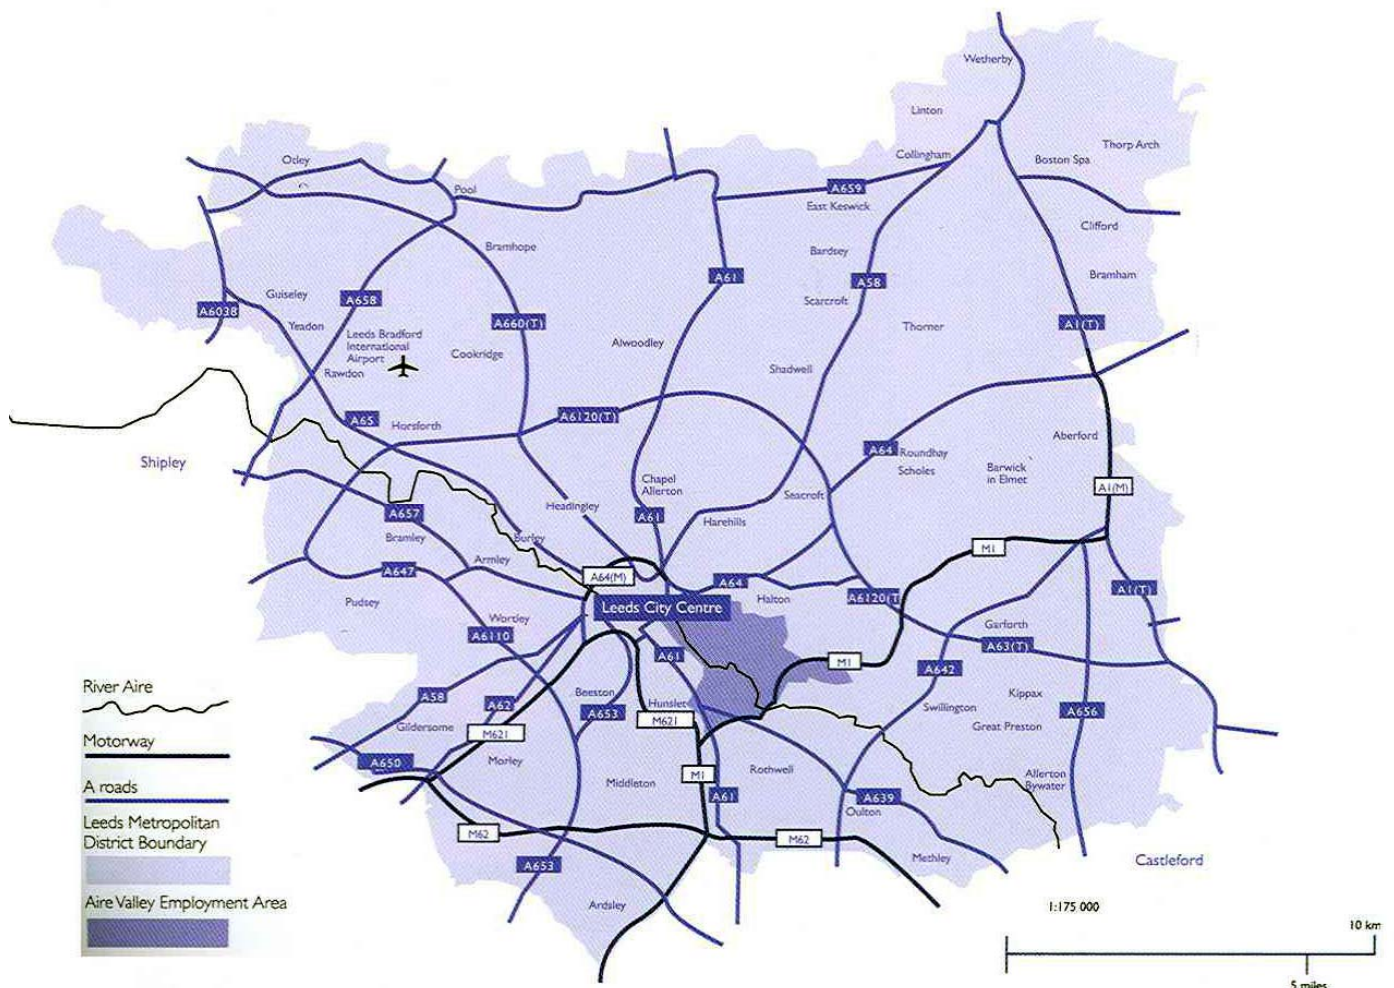 Wetherby
Linton
Thorp Arch
Collingham
Boston Spa
Otley
Pool
A659
East Keswick
Clifford
Bramhope
Bardsey
Bramham
A61
A58
Guiseley
A658
Scarcroft
A6038
Yeadon
A660(T)
Thorner
A1(T)
Leeds Bradford
International
Airport
Cookridge
Alwoodley
Rawdon
Shadwell
A65
A6120(T)
Horsforth
Aberford
A64
Roundhay
Scholes
Shipley
Barwick
in Elmet
Chapel
Allerton
Seacroft
A1(M)
Headingley
A657
A61
Harehills
Bramley
Burley
M1
Armley
A647
A64(M)
A64
A1(T)
Pudsey
Leeds City Centre
Halton
A6120(T
Wortley
A6110
Garforth
A63(T)
A61
M1
A642
River Aire
A58
Beeston
Kippax
A62
Hunslet
Swillington
A656
Gildersome
A653
M621
Great Preston
M621
Motorway
A650
Morley
Middleton
M1
Rothwell
Allerton
Bywater
A roads
A61
A639
Oulton
Leeds Metropolitan
District Boundary
M62
M62
A653
Methley
Castleford
Aire Valley Employment Area
Ardsley
1:175 000
10 km
5 miles